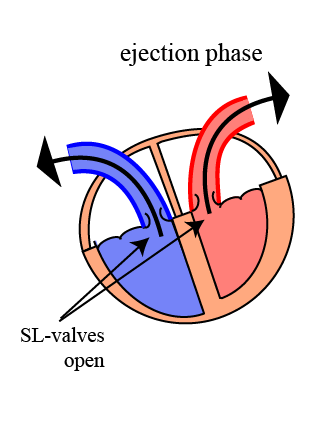 ejection phase
SL-valves
open